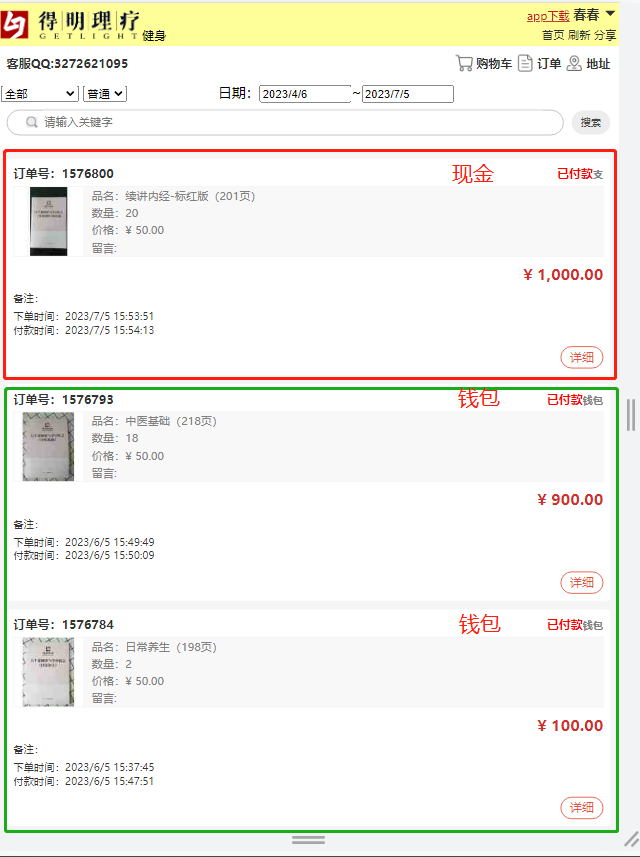 得明理疗 app下载 春春
GETLIGHT 健身 首页 刷新 分享
客服QQ:3272621095 购物车 订单 地址
全部 普通 日期: 2023/4/6 ~ 2023/7/5
请输入关键字 搜索
订单号: 1576800 现金 已付款支
品名: 续讲内经-标红版 (201页)
数量: 20
价格: ¥ 50.00
留言:
¥ 1,000.00
备注:
下单时间: 2023/7/5 15:53:51
付款时间: 2023/7/5 15:54:13
详细
订单号: 1576793 钱包 已付款钱包
品名: 中医基础 (218页)
数量: 18
价格: ¥ 50.00
留言:
¥ 900.00
备注:
下单时间: 2023/6/5 15:49:49
付款时间: 2023/6/5 15:50:09
详细
订单号: 1576784 钱包 已付款钱包
品名: 日常养生 (198页)
数量: 2
价格: ¥ 50.00
留言:
¥ 100.00
备注:
下单时间: 2023/6/5 15:37:45
付款时间: 2023/6/5 15:47:51
详细